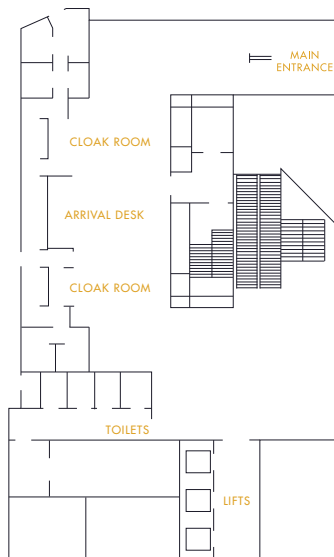 MAIN
ENTRANCE
CLOAK ROOM
ARRIVAL DESK
CLOAK ROOM
TOILETS
LIFTS